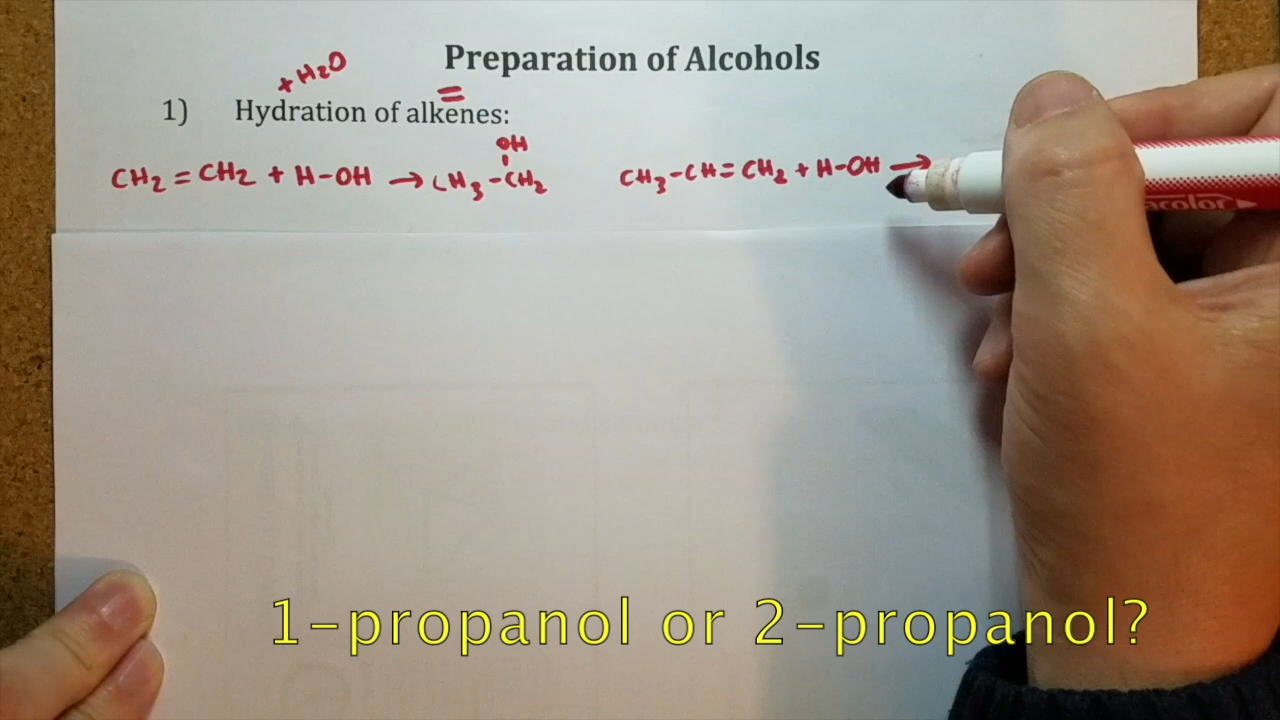 Preparation of Alcohols
+ H2O
1) Hydration of alkenes:
=
OH
CH2 = CH2 + H-OH → CH3 -CH2
CH3-CH=CH2 + H-OH →
acolor
1-propanol or 2-propanol?